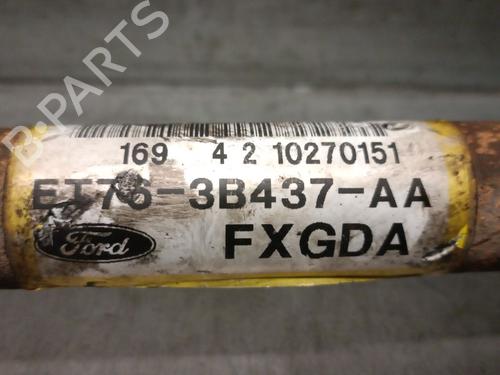 B-PARTS
169 4 2 10270151
ET76-3B437-AA
Ford FXGDA